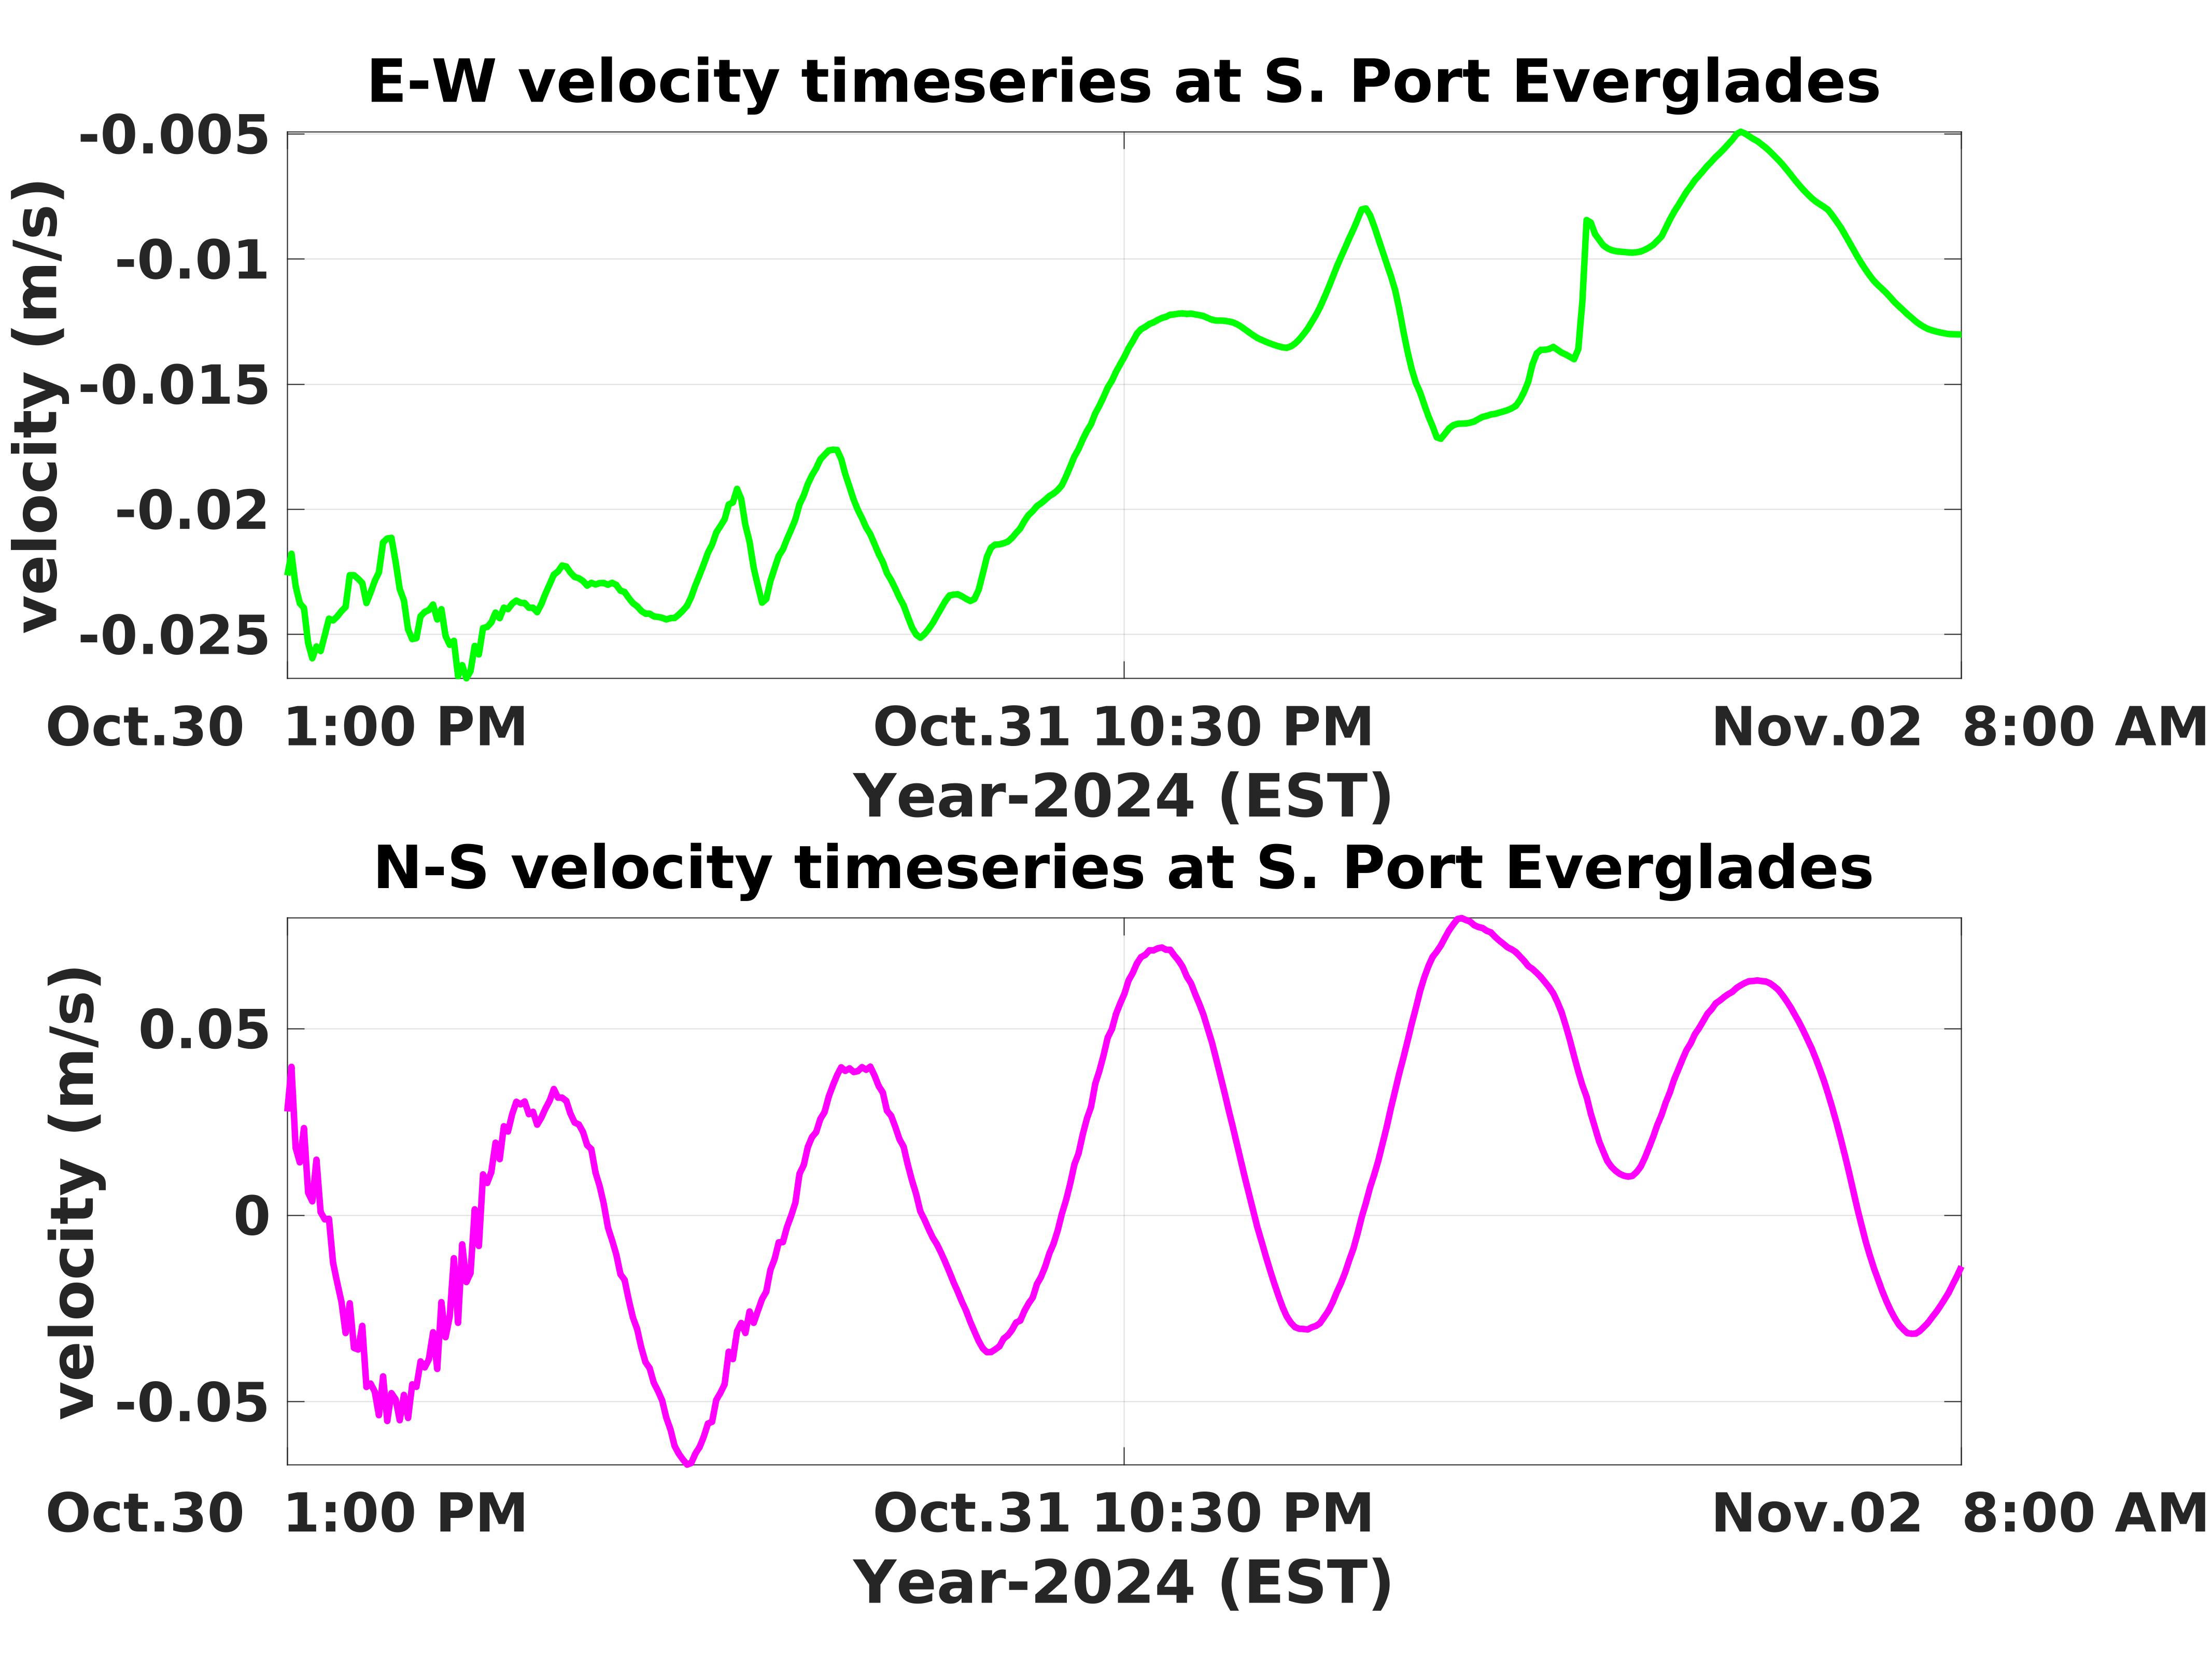 E-W velocity timeseries at S. Port Everglades
velocity (m/s)
-0.005
-0.01
-0.015
-0.02
-0.025
Oct.30  1:00 PM
Oct.31 10:30 PM
Nov.02  8:00 AM
Year-2024 (EST)
N-S velocity timeseries at S. Port Everglades
velocity (m/s)
0.05
0
-0.05
Oct.30  1:00 PM
Oct.31 10:30 PM
Nov.02  8:00 AM
Year-2024 (EST)